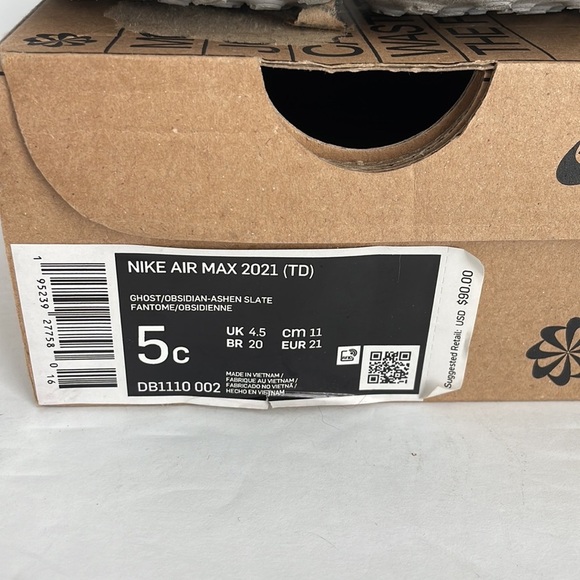 NIKE AIR MAX 2021 (TD)
GHOST/OBSIDIAN-ASHEN SLATE
FANTOME/OBSIDIENNE
5C
UK 4.5
CM 11
BR 20
EUR 21
DB1110 002
MADE IN VIETNAM/
FABRIQUE AU VIETNAM/
FABRICADO NO VIETNÃ/
HECHO EN VIETNAM
1 95239 27758 0 16
Suggested Retail: USD $90.00
THE